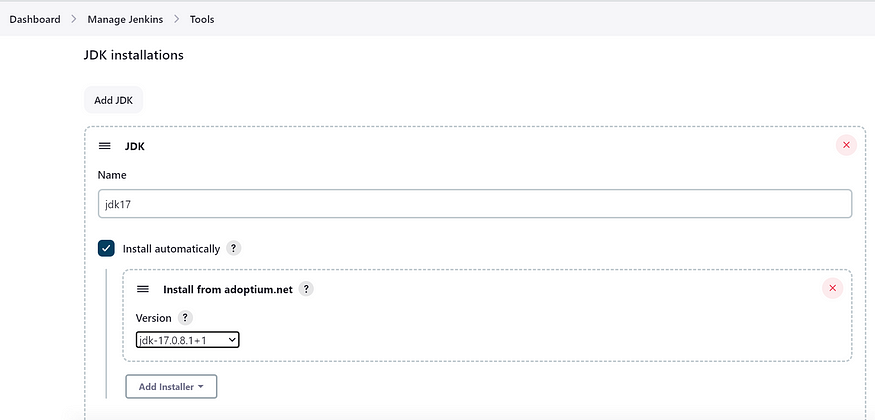 Dashboard > Manage Jenkins > Tools
JDK installations
Add JDK
JDK
Name
jdk17
Install automatically ?
Install from adoptium.net ?
Version ?
jdk-17.0.8.1+1
Add Installer